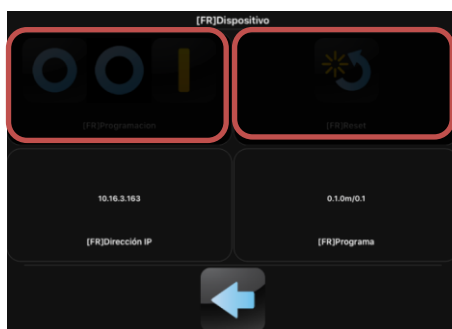 [FR]Dispositivo
[FR]Programacion
[FR]Reset
10.16.3.163
0.1.0m/0.1
[FR]Dirección IP
[FR]Programa